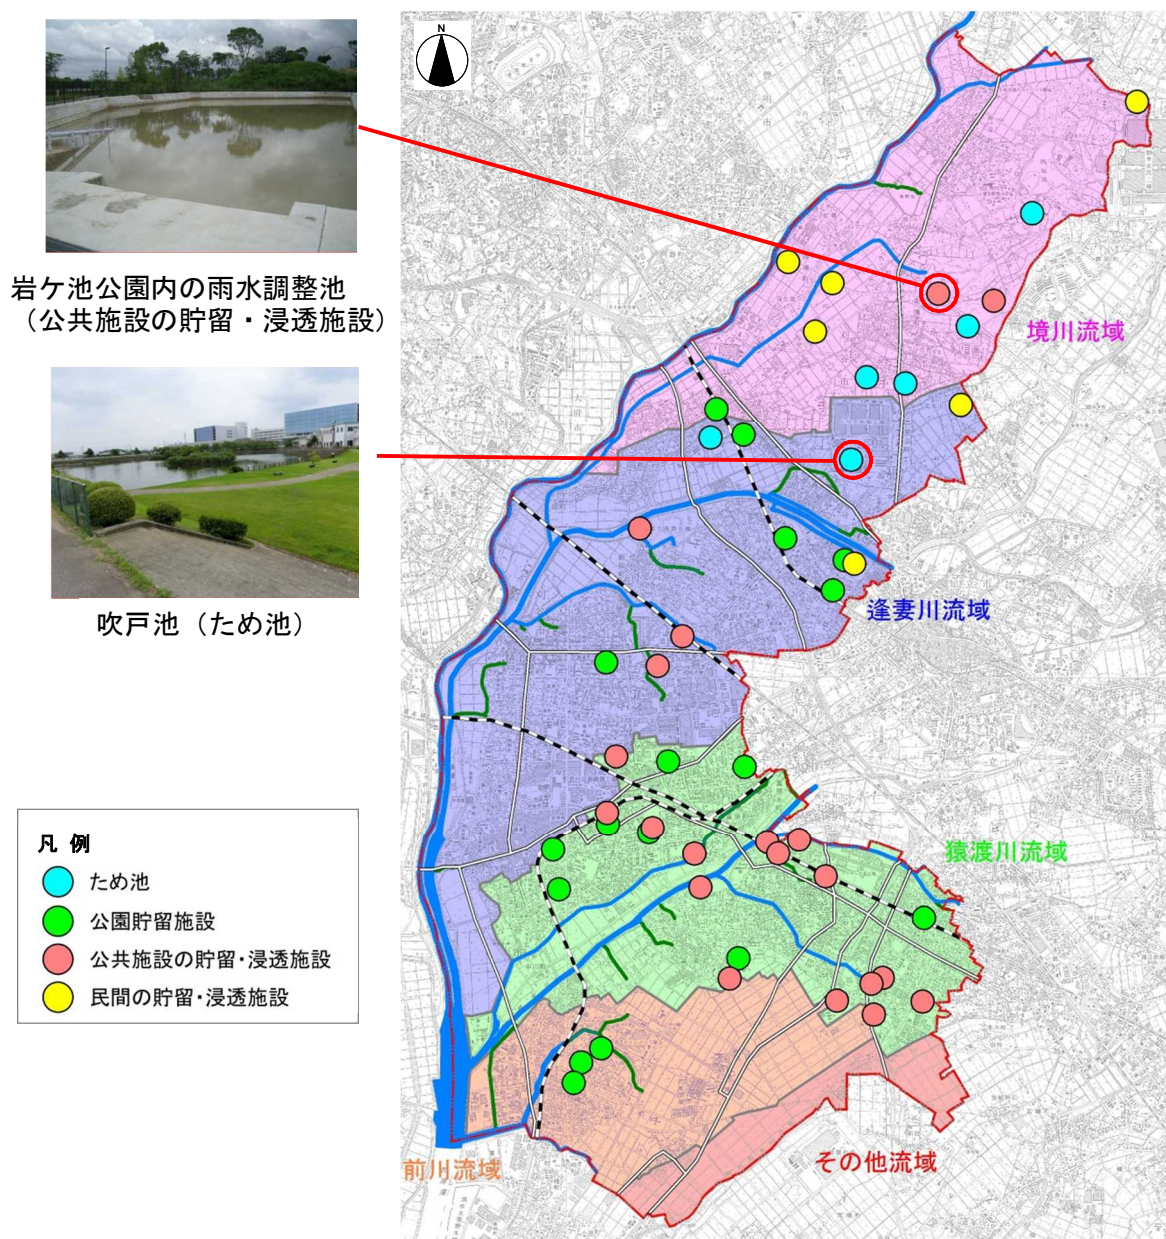 N
岩ケ池公園内の雨水調整池
（公共施設の貯留・浸透施設）
境川流域
吹戸池（ため池）
逢妻川流域
凡 例
ため池
公園貯留施設
公共施設の貯留･浸透施設
民間の貯留･浸透施設
猿渡川流域
前川流域
その他流域